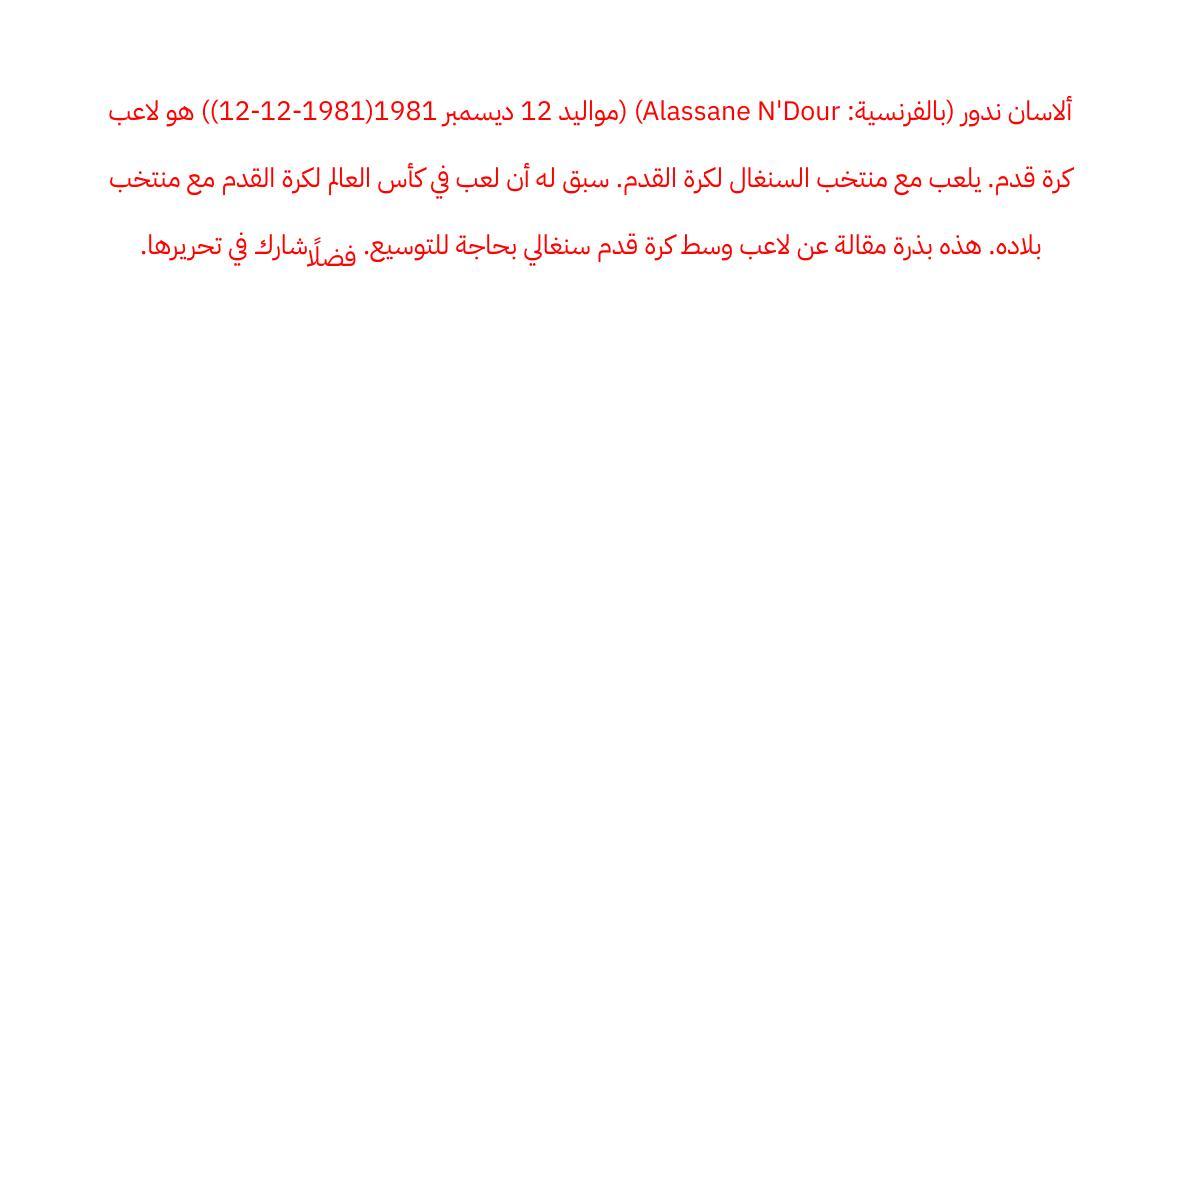 ألاسان ندور (بالفرنسية: Alassane N'Dour) (مواليد 12 ديسمبر 1981(1981-12-12)) هو لاعب
كرة قدم. يلعب مع منتخب السنغال لكرة القدم. سبق له أن لعب في كأس العالم لكرة القدم مع منتخب
بلاده. هذه بذرة مقالة عن لاعب وسط كرة قدم سنغالي بحاجة للتوسيع. فضلًاشارك في تحريرها.